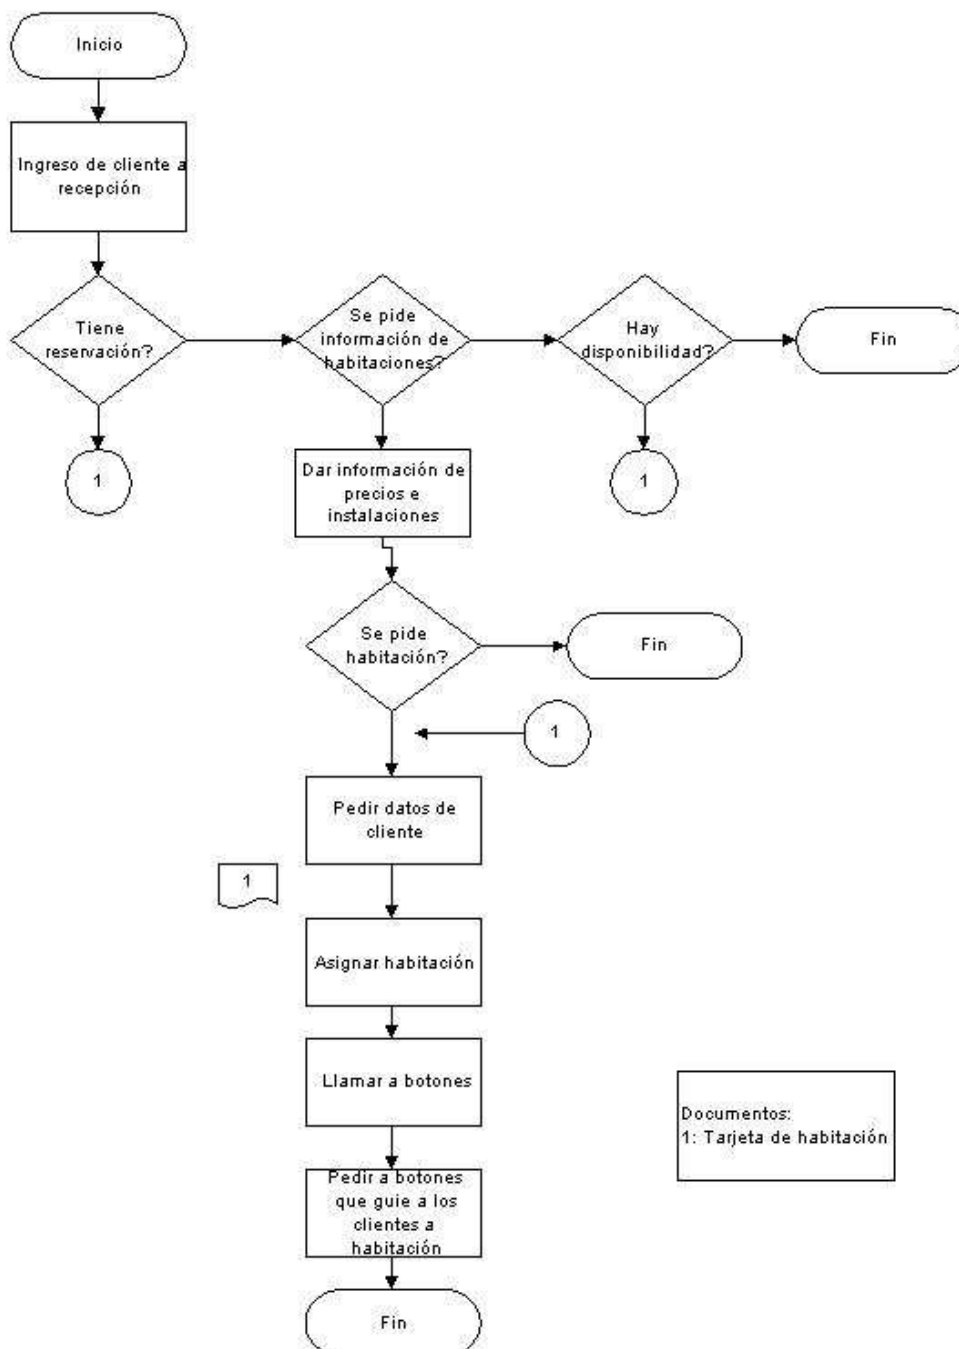 Inicio
Ingreso de cliente a
recepción
Tiene
reservación?
Se pide
información de
habitaciones?
Hay
disponibilidad?
Fin
1
1
Dar información de
precios e
instalaciones
Se pide
habitación?
Fin
1
Pedir datos de
cliente
1
Asignar habitación
Llamar a botones
Documentos:
1: Tarjeta de habitación
Pedir a botones
que guie a los
clientes a
habitación
Fin